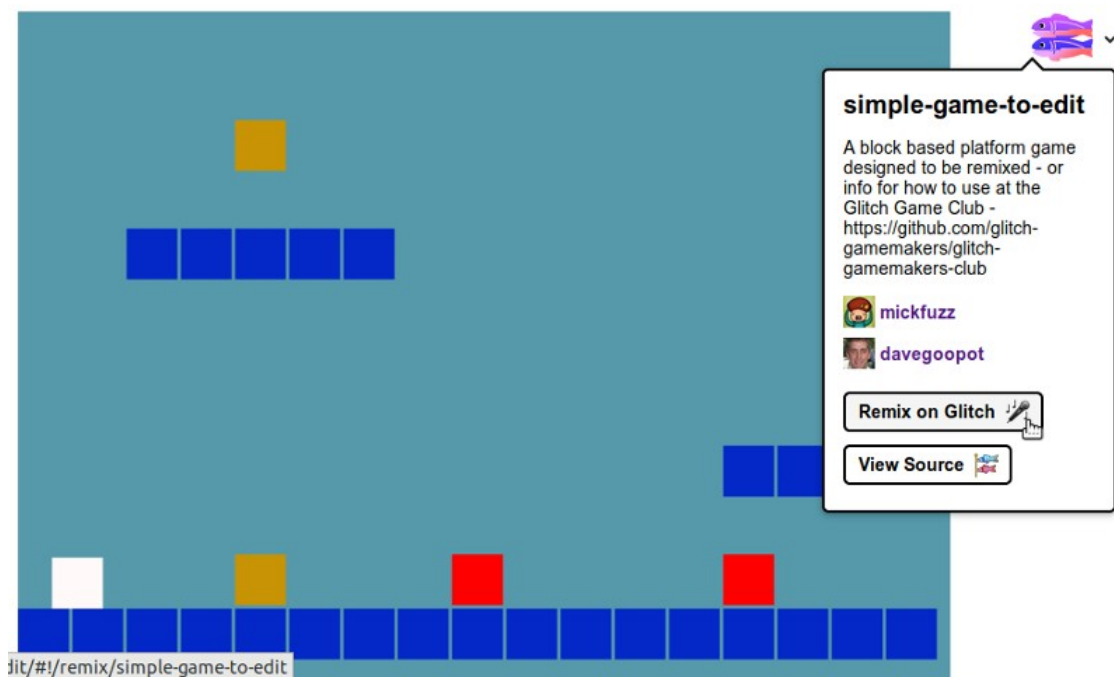 simple-game-to-edit
A block based platform game
designed to be remixed - or
info for how to use at the
Glitch Game Club -
https://github.com/glitch-
gamemakers/glitch-
gamemakers-club
mickfuzz
davegoopot
Remix on Glitch
View Source
dit/#!/remix/simple-game-to-edit